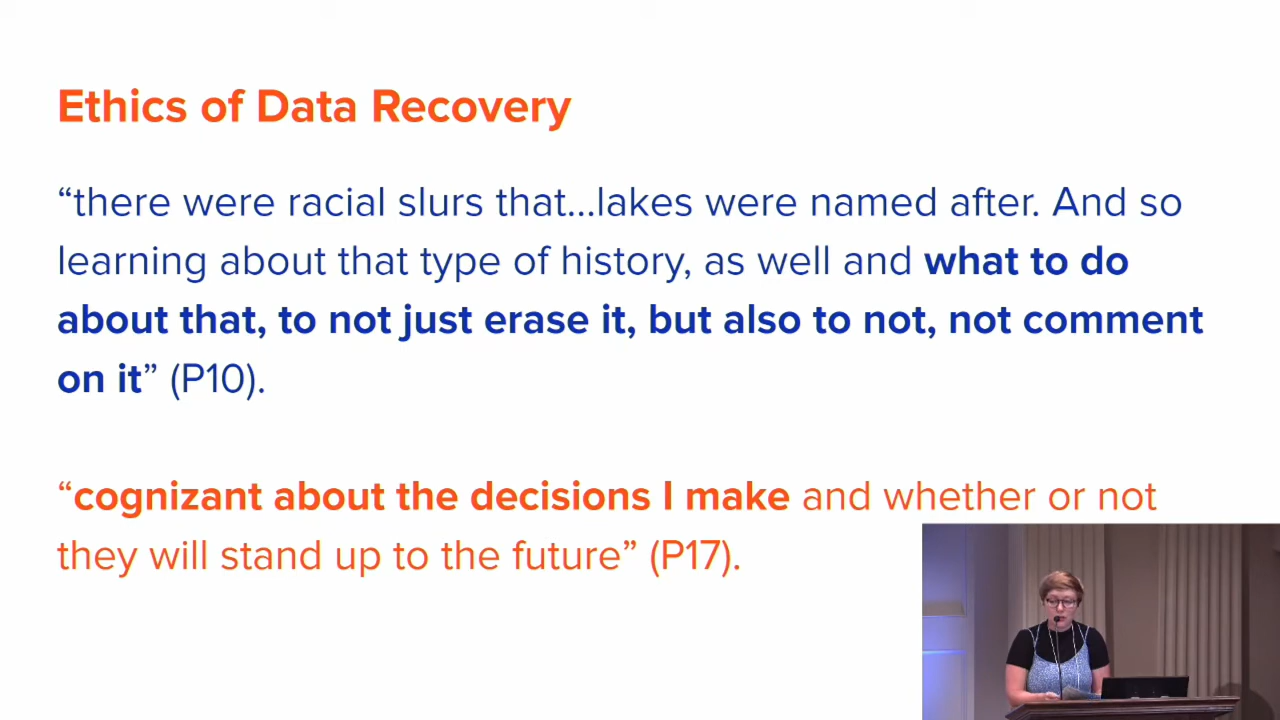 Ethics of Data Recovery
“there were racial slurs that...lakes were named after. And so
learning about that type of history, as well and what to do
about that, to not just erase it, but also to not, not comment
on it” (P10).
“cognizant about the decisions I make and whether or not
they will stand up to the future” (P17).